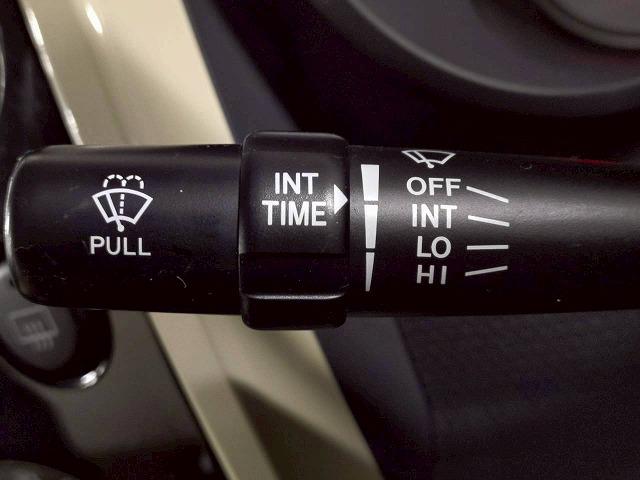 PULL
INT
TIME
OFF
INT
LO
HI